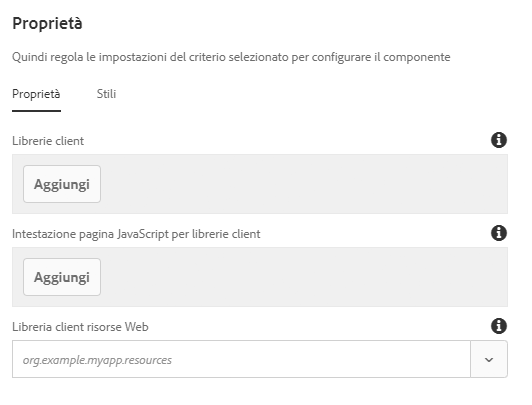 Proprietà
Quindi regola le impostazioni del criterio selezionato per configurare il componente
Proprietà Stili
Librerie client
Aggiungi
Intestazione pagina JavaScript per librerie client
Aggiungi
Libreria client risorse Web
org.example.myapp.resources